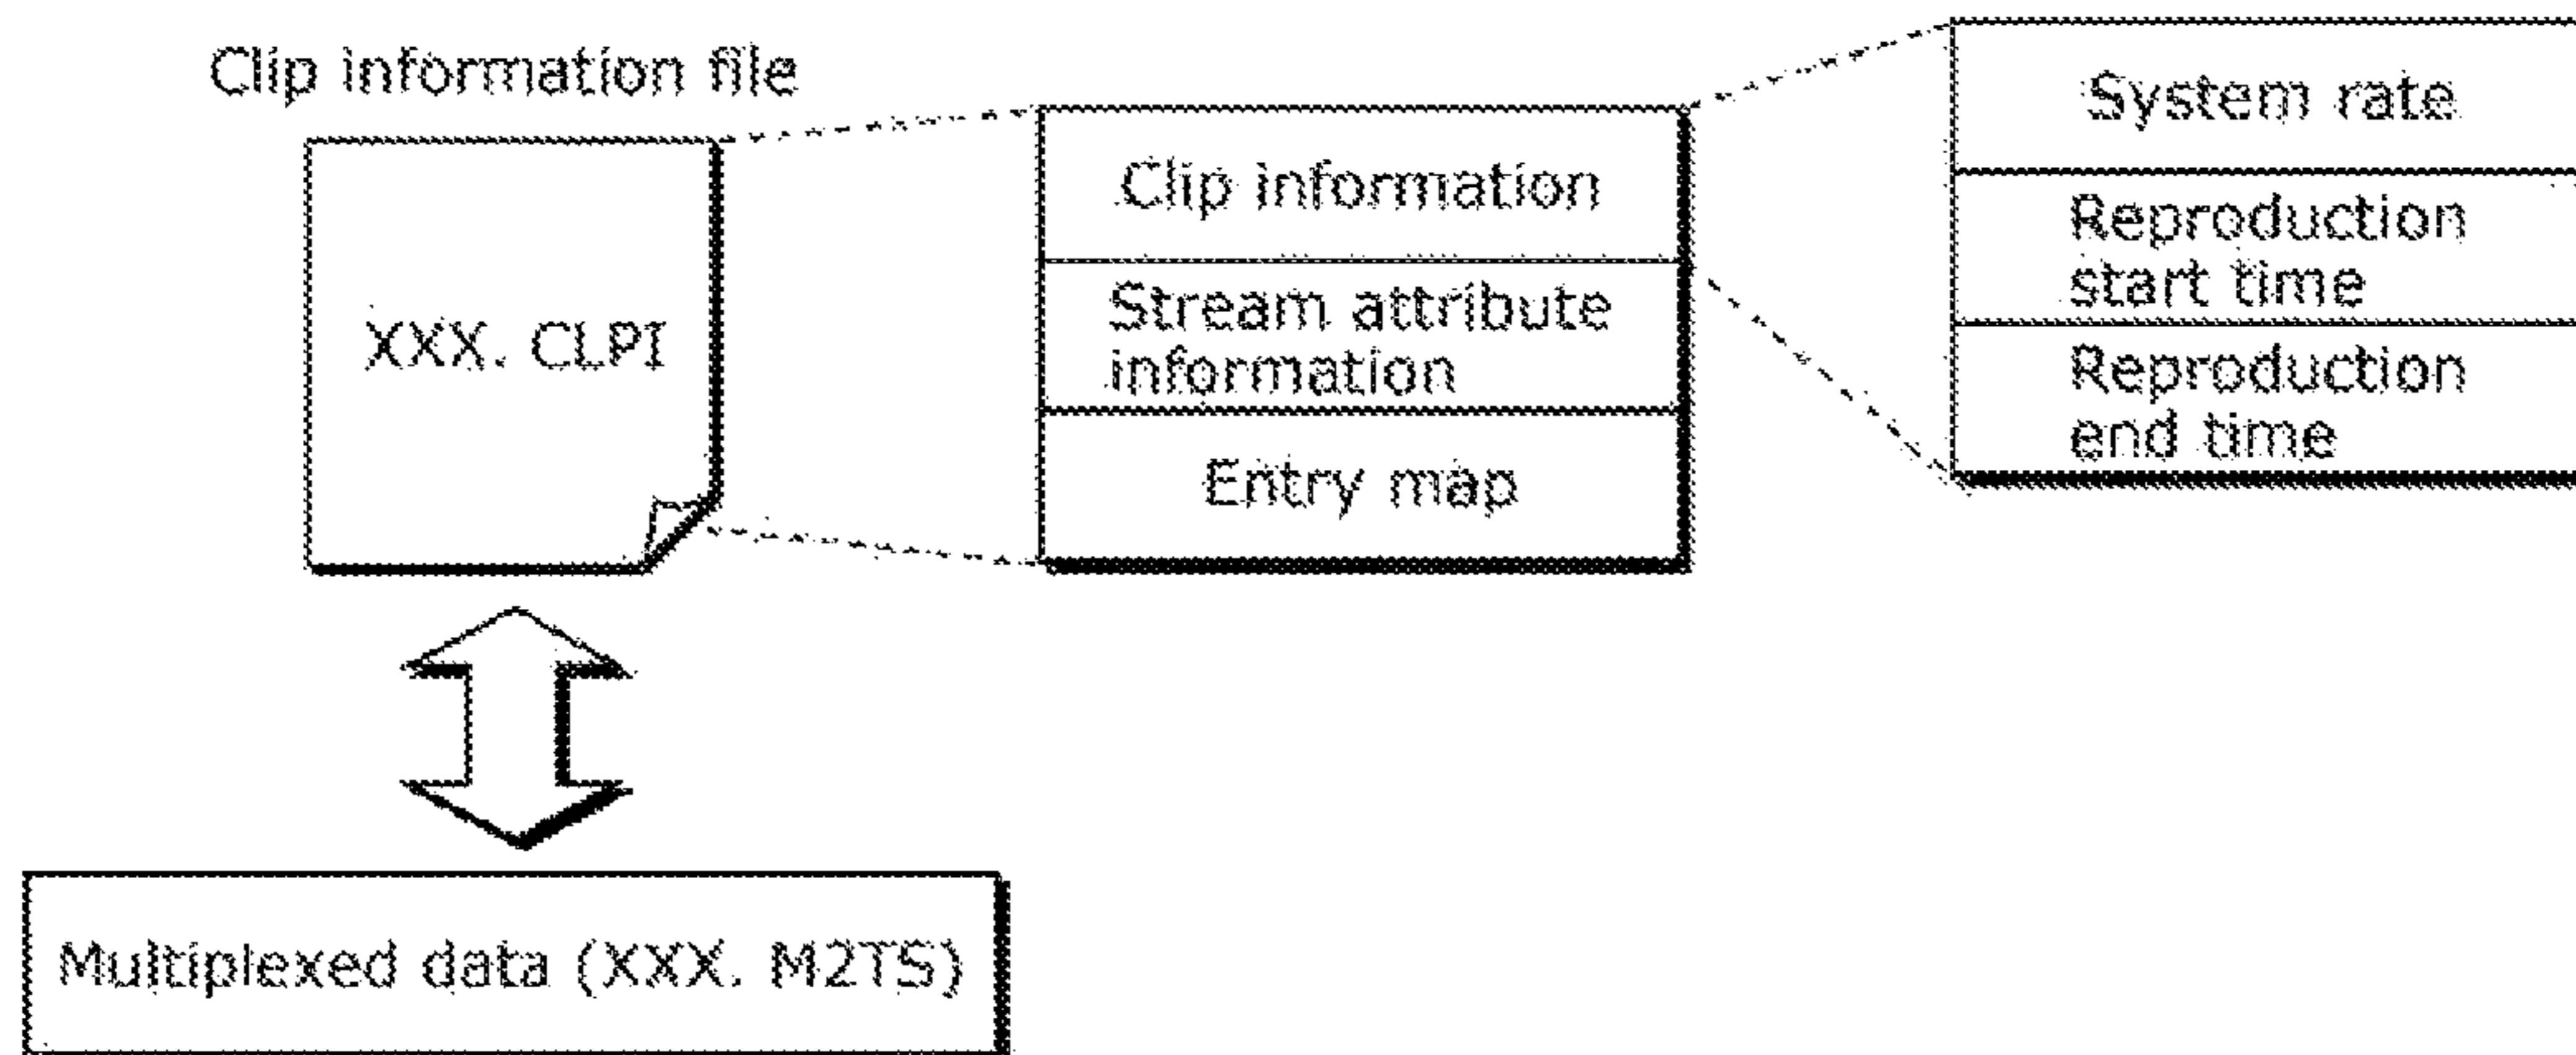 Clip information file
XXX. CLPI
Clip information
Stream attribute
information
Entry map
System rate
Reproduction
start time
Reproduction
end time
Multiplexed data (XXX. M2TS)